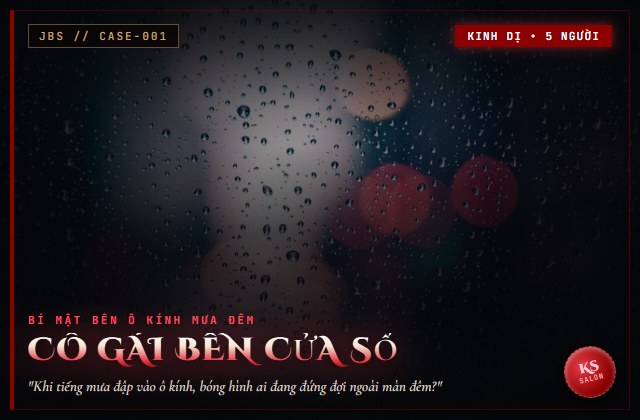 JBS // CASE-001
KINH DỊ • 5 NGƯỜI
BÍ MẬT BÊN Ô KÍNH MƯA ĐÊM
CÔ GÁI BÊN CỬA SỔ
"Khi tiếng mưa đập vào ô kính, bóng hình ai đang đứng đợi ngoài màn đêm?"
KS
SALON